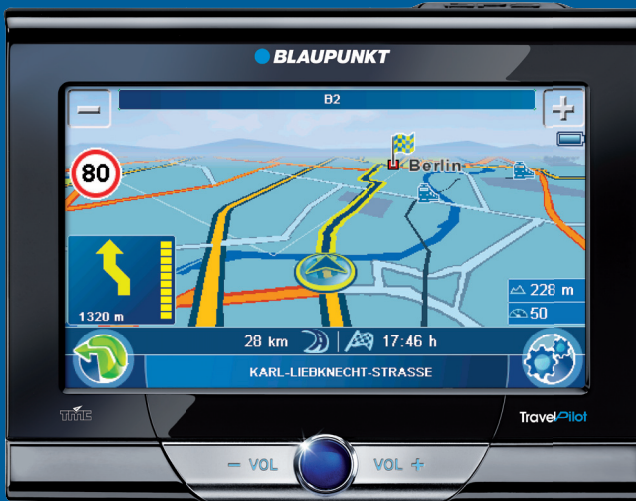 BLAUPUNKT
B2
80
Berlin
1320 m
228 m
50
28 km 17:46 h
KARL-LIEBKNECHT-STRASSE
TMC
TravelPilot
– VOL VOL +